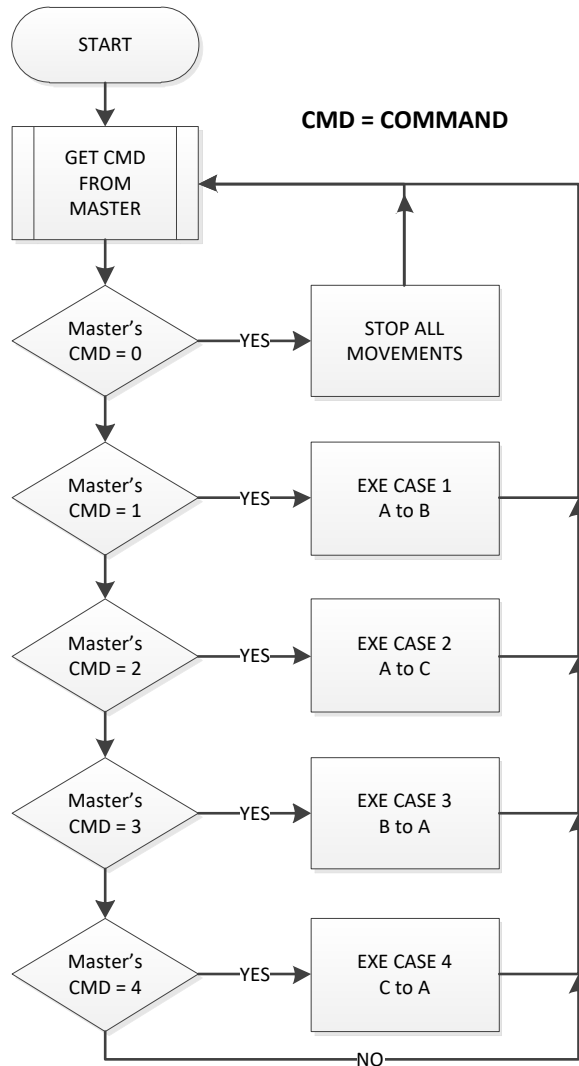 START
CMD = COMMAND
GET CMD
FROM
MASTER
Master's
CMD = 0
YES
STOP ALL
MOVEMENTS
Master's
CMD = 1
YES
EXE CASE 1
A to B
Master's
CMD = 2
YES
EXE CASE 2
A to C
Master's
CMD = 3
YES
EXE CASE 3
B to A
Master's
CMD = 4
YES
EXE CASE 4
C to A
NO